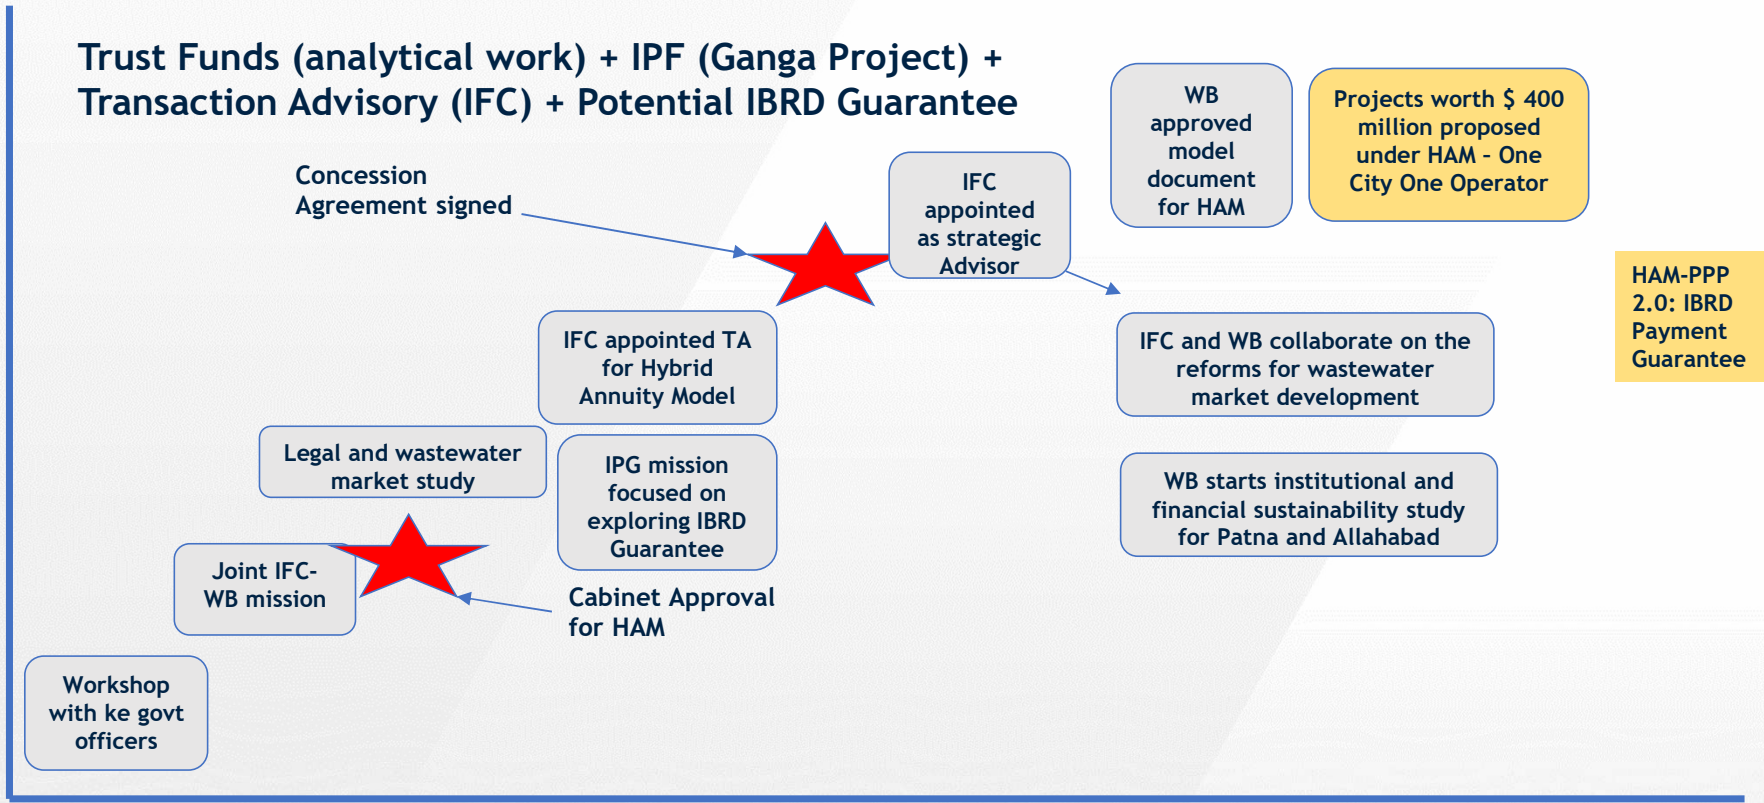 Trust Funds (analytical work) + IPF (Ganga Project) +
Transaction Advisory (IFC) + Potential IBRD Guarantee
WB
approved
model
document
for HAM
Projects worth $ 400
million proposed
under HAM – One
City One Operator
Concession
Agreement signed
IFC
appointed
as strategic
Advisor
HAM-PPP
2.0: IBRD
Payment
Guarantee
IFC appointed TA
for Hybrid
Annuity Model
IFC and WB collaborate on the
reforms for wastewater
market development
Legal and wastewater
market study
IPG mission
focused on
exploring IBRD
Guarantee
WB starts institutional and
financial sustainability study
for Patna and Allahabad
Joint IFC-
WB mission
Cabinet Approval
for HAM
Workshop
with ke govt
officers